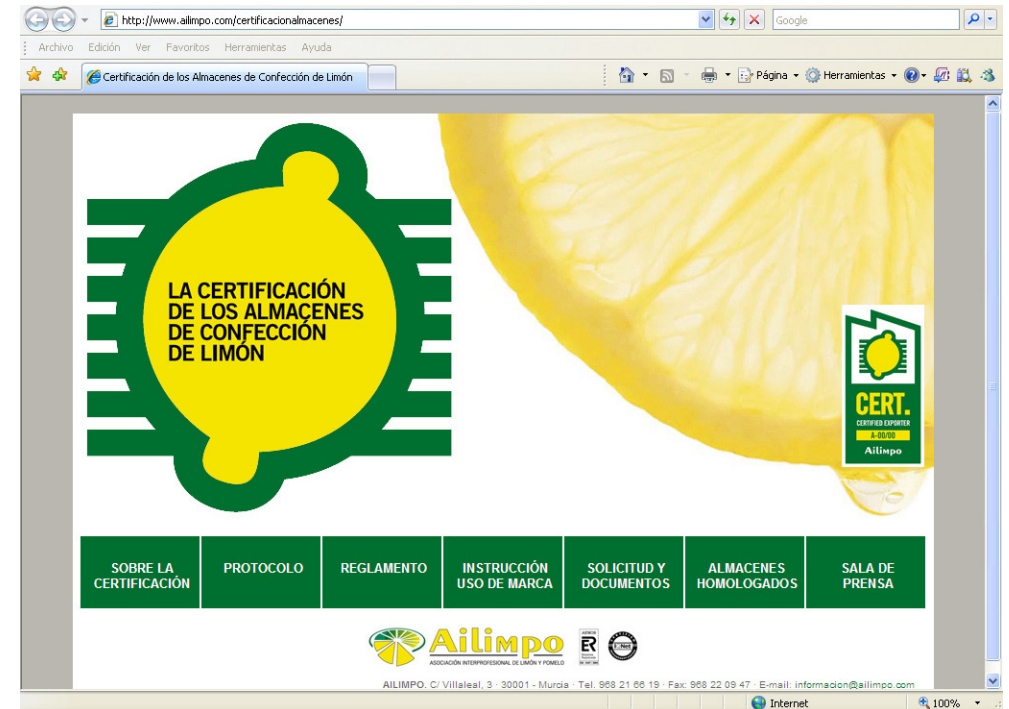 http://www.ailimpo.com/certificacionalmacenes/
Google
Archivo Edición Ver Favoritos Herramientas Ayuda
Certificación de los Almacenes de Confección de Limón
Página
Herramientas
LA CERTIFICACIÓN
DE LOS ALMACENES
DE CONFECCIÓN
DE LIMÓN
CERT.
CERTIFIED EXPORTER
A-00/00
Ailimpo
SOBRE LA
CERTIFICACIÓN
PROTOCOLO
REGLAMENTO
INSTRUCCIÓN
USO DE MARCA
SOLICITUD Y
DOCUMENTOS
ALMACENES
HOMOLOGADOS
SALA DE
PRENSA
Ailimpo
ASOCIACIÓN INTERPROFESIONAL DE LIMÓN Y POMELO
ER
AILIMPO. C/ Villaleal, 3 · 30001 - Murcia · Tel. 968 21 66 19 · Fax: 968 22 09 47 · E-mail: informacion@ailimpo.com
Internet
100%